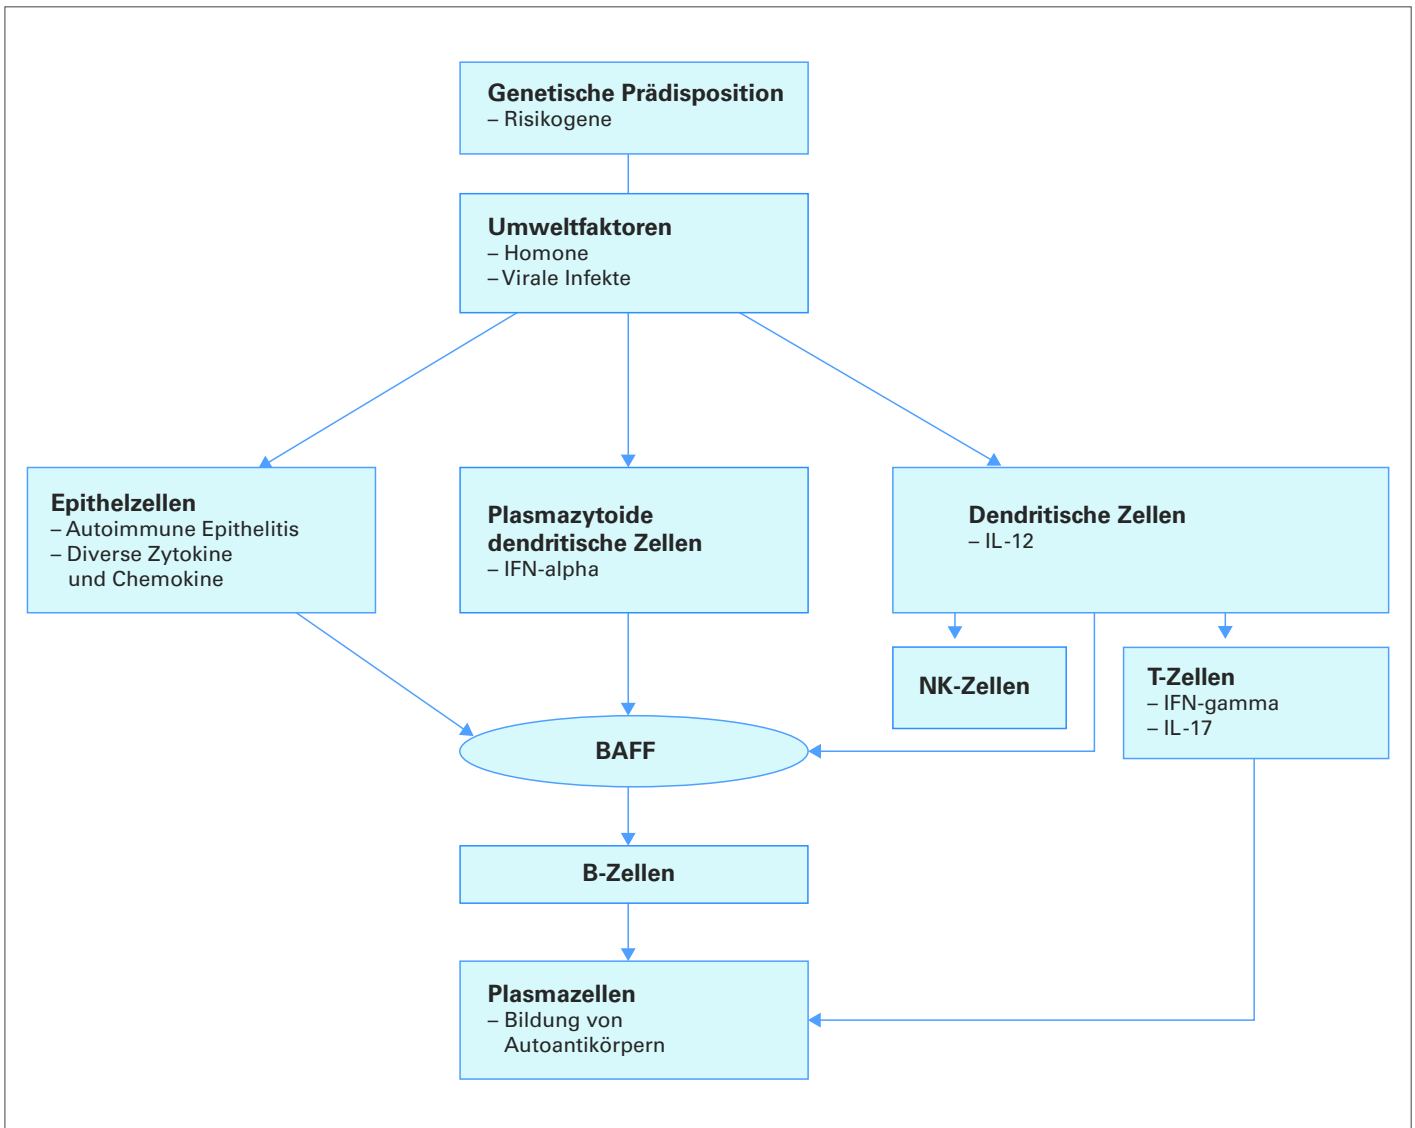 Genetische Prädisposition
– Risikogene
Umweltfaktoren
– Homone
– Virale Infekte
Epithelzellen
– Autoimmune Epithelitis
– Diverse Zytokine
und Chemokine
Plasmazytoide
dendritische Zellen
– IFN-alpha
Dendritische Zellen
– IL-12
NK-Zellen
T-Zellen
– IFN-gamma
– IL-17
BAFF
B-Zellen
Plasmazellen
– Bildung von
Autoantikörpern